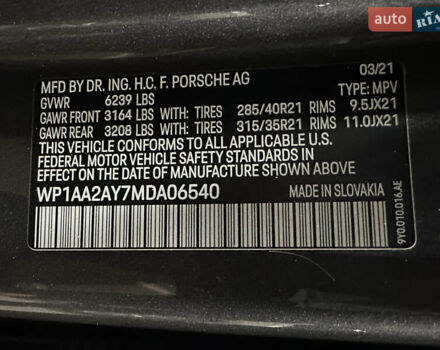 auto
RIA
MFD BY DR. ING. H.C. F. PORSCHE AG 03/21
GVWR 6239 LBS TYPE: MPV
GAWR FRONT 3164 LBS WITH: TIRES 285/40R21 RIMS 9.5JX21
GAWR REAR 3208 LBS WITH: TIRES 315/35R21 RIMS 11.0JX21
THIS VEHICLE CONFORMS TO ALL APPLICABLE U.S.
FEDERAL MOTOR VEHICLE SAFETY STANDARDS IN
EFFECT ON THE DATE OF MANUFACTURE SHOWN ABOVE
WP1AA2AY7MDA06540 MADE IN SLOVAKIA
9Y0.010.016.AE